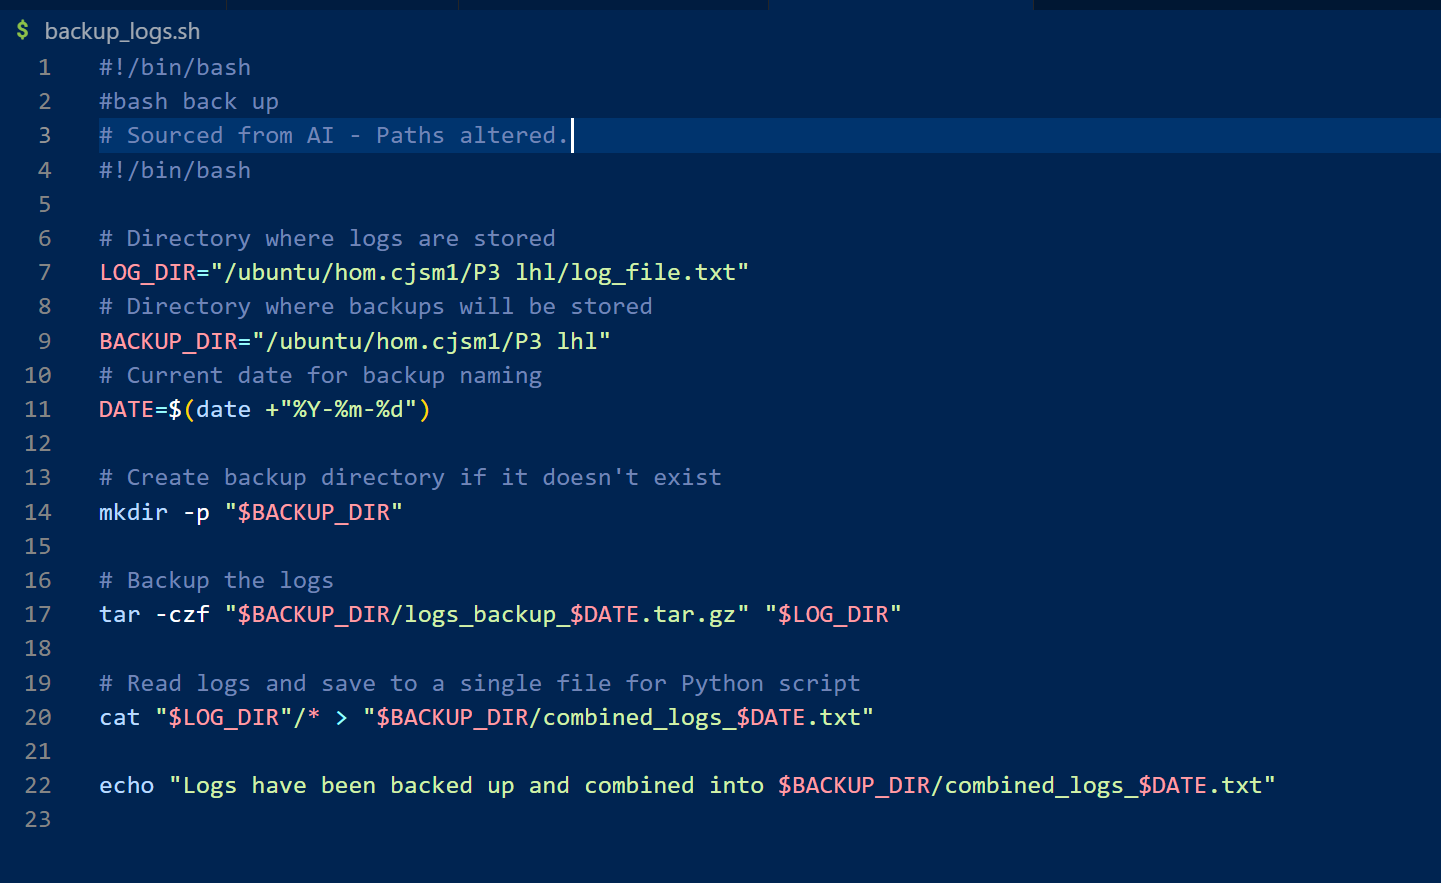 $ backup_logs.sh
1 #!/bin/bash
2 #bash back up
3 # Sourced from AI - Paths altered.
4 #!/bin/bash
5
6 # Directory where logs are stored
7 LOG_DIR="/ubuntu/hom.cjsm1/P3 lhl/log_file.txt"
8 # Directory where backups will be stored
9 BACKUP_DIR="/ubuntu/hom.cjsm1/P3 lhl"
10 # Current date for backup naming
11 DATE=$(date +"%Y-%m-%d")
12
13 # Create backup directory if it doesn't exist
14 mkdir -p "$BACKUP_DIR"
15
16 # Backup the logs
17 tar -czf "$BACKUP_DIR/logs_backup_$DATE.tar.gz" "$LOG_DIR"
18
19 # Read logs and save to a single file for Python script
20 cat "$LOG_DIR"/* > "$BACKUP_DIR/combined_logs_$DATE.txt"
21
22 echo "Logs have been backed up and combined into $BACKUP_DIR/combined_logs_$DATE.txt"
23